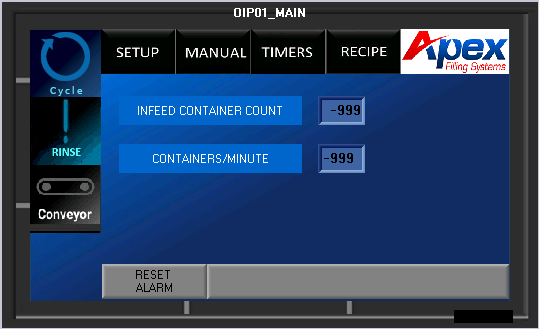 OIP01_MAIN
SETUP MANUAL TIMERS RECIPE Apex
Filing Systems
Cycle
INFEED CONTAINER COUNT -999
RINSE
CONTAINERS/MINUTE -999
Conveyor
RESET
ALARM